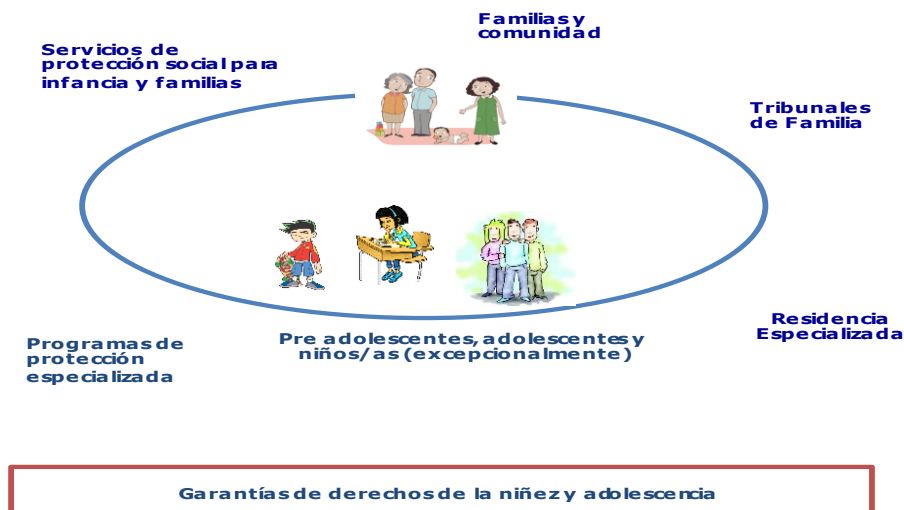 Familias y
comunidad
Servicios de
protección social para
infancia y familias
Tribunales
de Familia
Residencia
Especializada
Pre adolescentes, adolescentes y
niños/as (excepcionalmente)
Programas de
protección
especializada
Garantías de derechos de la niñez y adolescencia